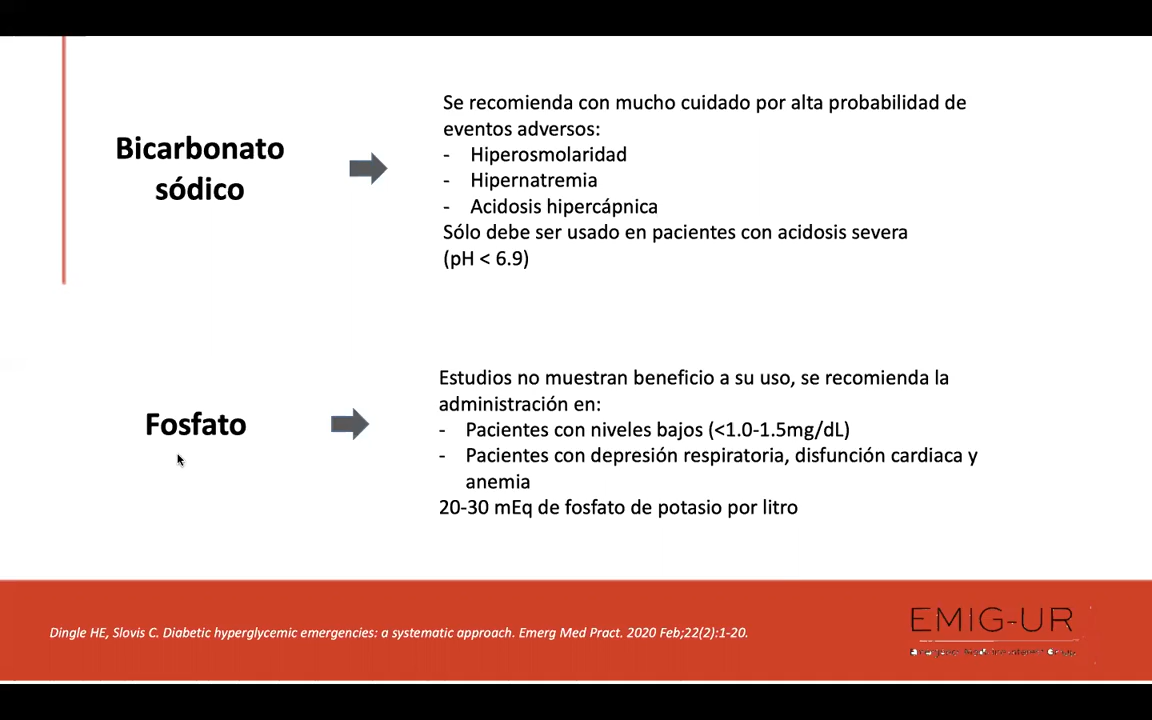 Bicarbonato
sódico
Se recomienda con mucho cuidado por alta probabilidad de
eventos adversos:
- Hiperosmolaridad
- Hipernatremia
- Acidosis hipercápnica
Sólo debe ser usado en pacientes con acidosis severa
(pH < 6.9)
Fosfato
Estudios no muestran beneficio a su uso, se recomienda la
administración en:
- Pacientes con niveles bajos (<1.0-1.5mg/dL)
- Pacientes con depresión respiratoria, disfunción cardiaca y
anemia
20-30 mEq de fosfato de potasio por litro
Dingle HE, Slovis C. Diabetic hyperglycemic emergencies: a systematic approach. Emerg Med Pract. 2020 Feb;22(2):1-20.
EMIG-UR